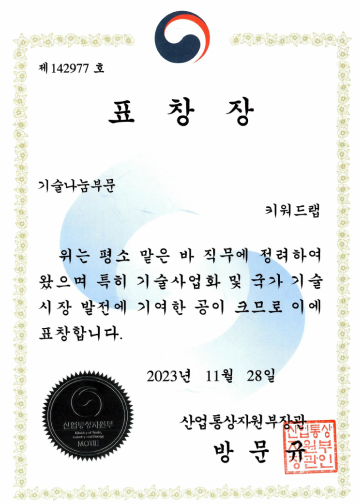 제 142977 호
표 창 장
기술나눔부문
키워드랩
위는 평소 맡은 바 직무에 정려하여
왔으며 특히 기술사업화 및 국가 기술
시장 발전에 기여한 공이 크므로 이에
표창합니다.
2023년 11월 28일
산업통상자원부장관
방 문 규
산업통상
자원부
장관인
산업통상자원부
Ministry of Trade,
Industry and Energy
MOTIE